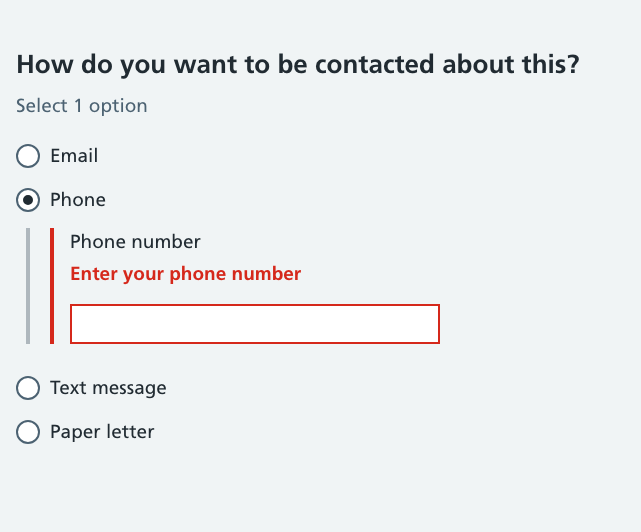 How do you want to be contacted about this?
Select 1 option
Email
Phone
Phone number
Enter your phone number
Text message
Paper letter